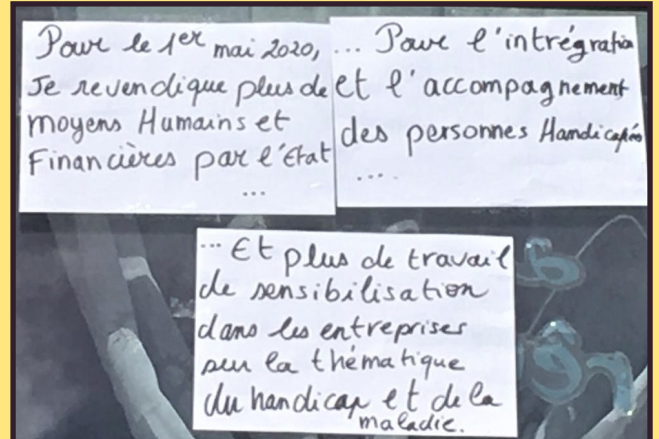 Pour le 1er mai 2020,
Je revendique plus de
moyens Humains et
Financières par l'Etat
...
... Pour l'intrégration
et l'accompagnement
des personnes Handicapées
....
... Et plus de travail
de sensibilisation
dans les entreprises
sur la thématique
du handicap et de la
maladie.